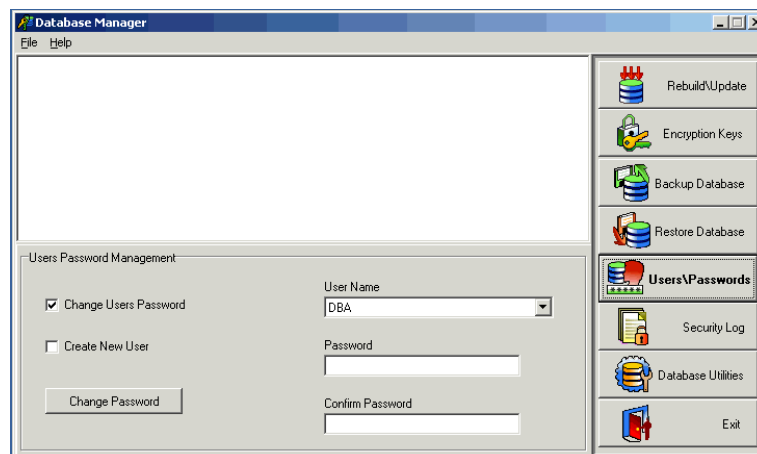 Database Manager
File Help
Rebuild\Update
Encryption Keys
Backup Database
Restore Database
Users\Passwords
*****
Security Log
Database Utilities
Exit
Users Password Management
Change Users Password
Create New User
Change Password
User Name
DBA
Password
Confirm Password